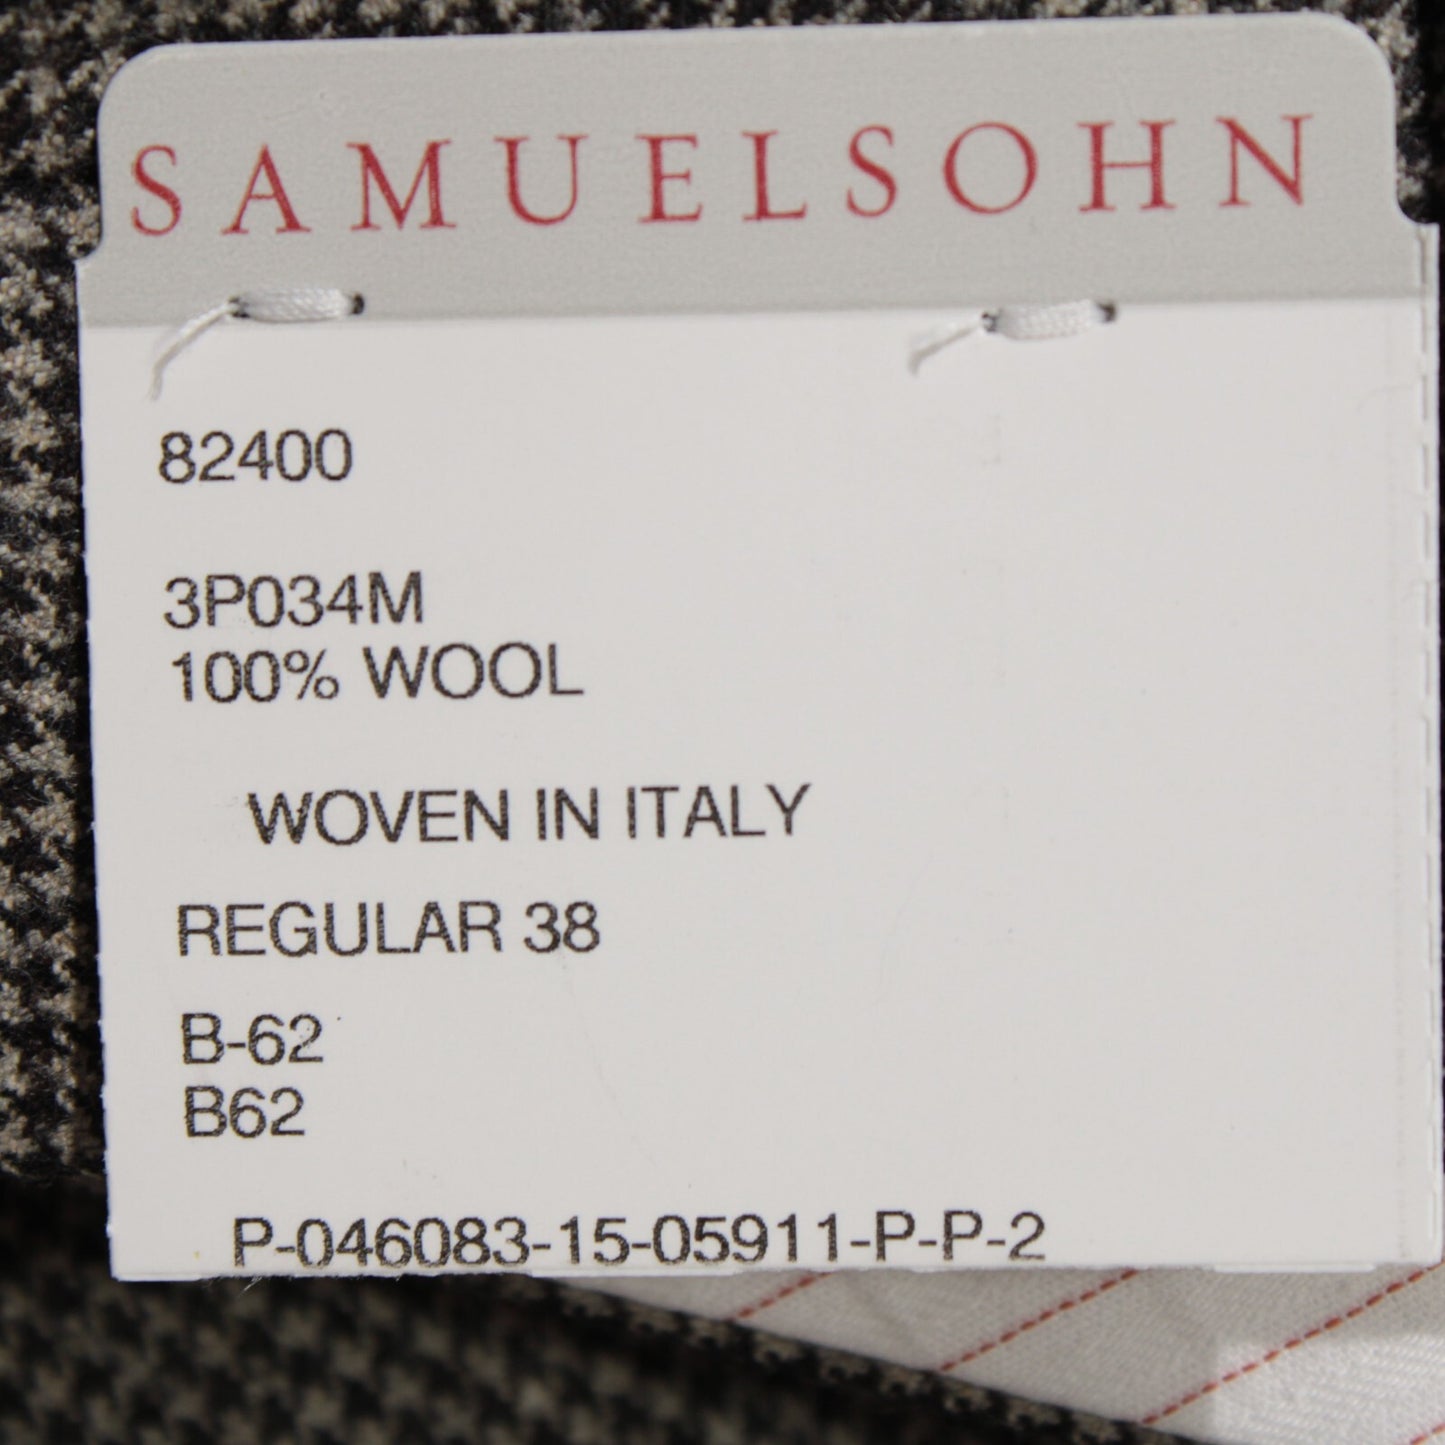 SAMUELSOHN
82400
3P034M
100% WOOL
WOVEN IN ITALY
REGULAR 38
B-62
B62
P-046083-15-05911-P-P-2